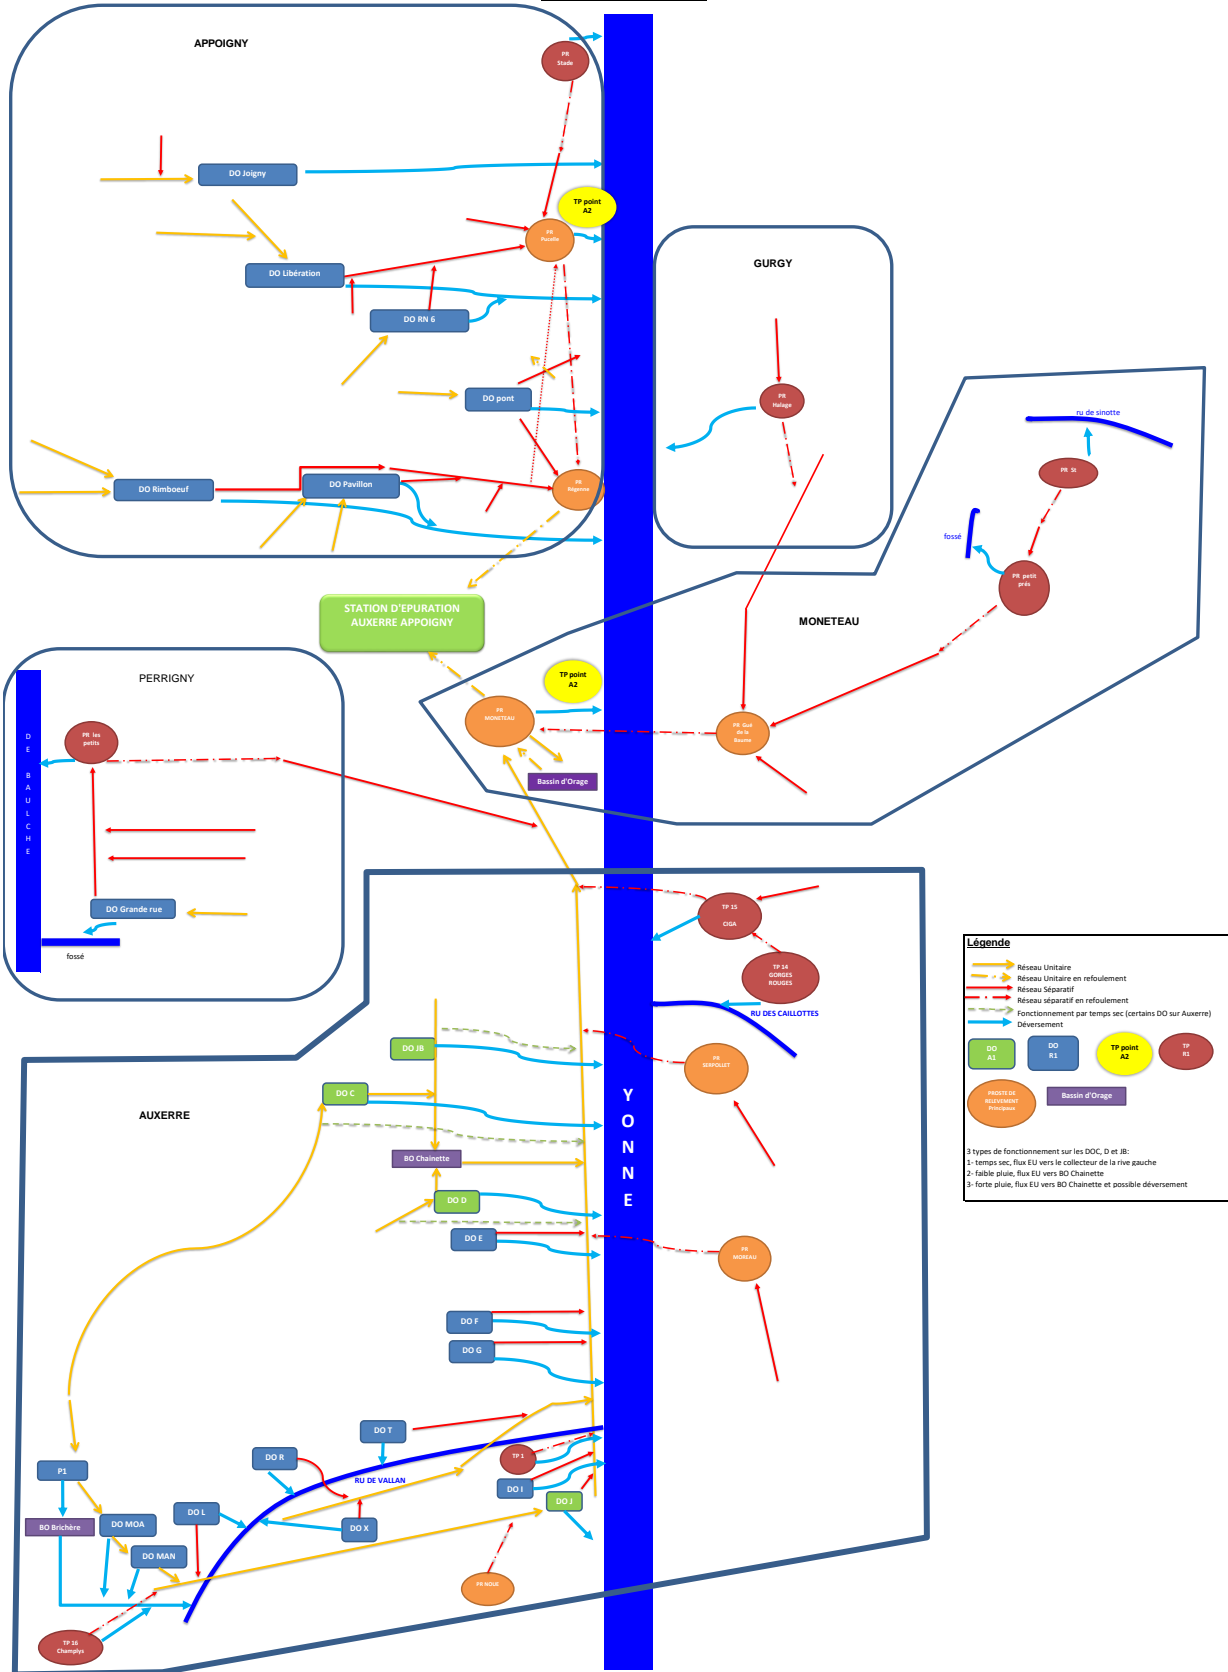 APPOIGNY
PR
Stade
DO Joigny
TP point
A2
PR
Pucelle
DO Libération
DO RN 6
DO pont
DO Rimboeuf
DO Pavillon
PR
Régenne
GURGY
PR
Halage
ru de sinotte
PR St
fossé
PR petit
prés
MONETEAU
STATION D'EPURATION
AUXERRE APPOIGNY
TP point
A2
PR
MONETEAU
PR Gué
de la
Baume
Bassin d'Orage
PERRIGNY
DE BAULCHE
PR les
petits
DO Grande rue
fossé
TP 15
CIGA
TP 14
GORGES
ROUGES
RU DES CAILLOTTES
Légende
Réseau Unitaire
Réseau Unitaire en refoulement
Réseau Séparatif
Réseau séparatif en refoulement
Fonctionnement par temps sec (certains DO sur Auxerre)
Déversement
DO
A1
DO
R1
TP point
A2
TP
R1
PROSTE DE
RELEVEMENT
Principaux
Bassin d'Orage
3 types de fonctionnement sur les DOC, D et JB:
1- temps sec, flux EU vers le collecteur de la rive gauche
2- faible pluie, flux EU vers BO Chainette
3- forte pluie, flux EU vers BO Chainette et possible déversement
YONNE
AUXERRE
DO JB
PR
SERPOLLET
DO C
BO Chainette
DO D
DO E
PR
MOREAU
DO F
DO G
DO T
DO R
TP 1
RU DE VALLAN
P1
DO I
DO J
DO L
BO Brichère
DO MOA
DO X
DO MAN
PR NOUE
TP 16
Champlys